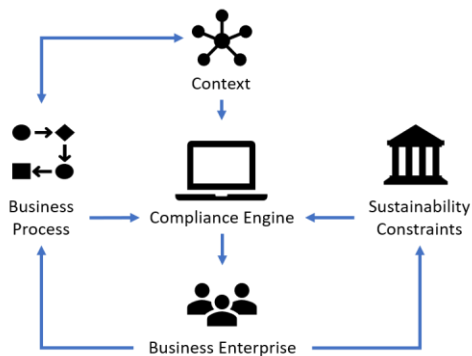 Context
Business
Process
Compliance Engine
Sustainability
Constraints
Business Enterprise